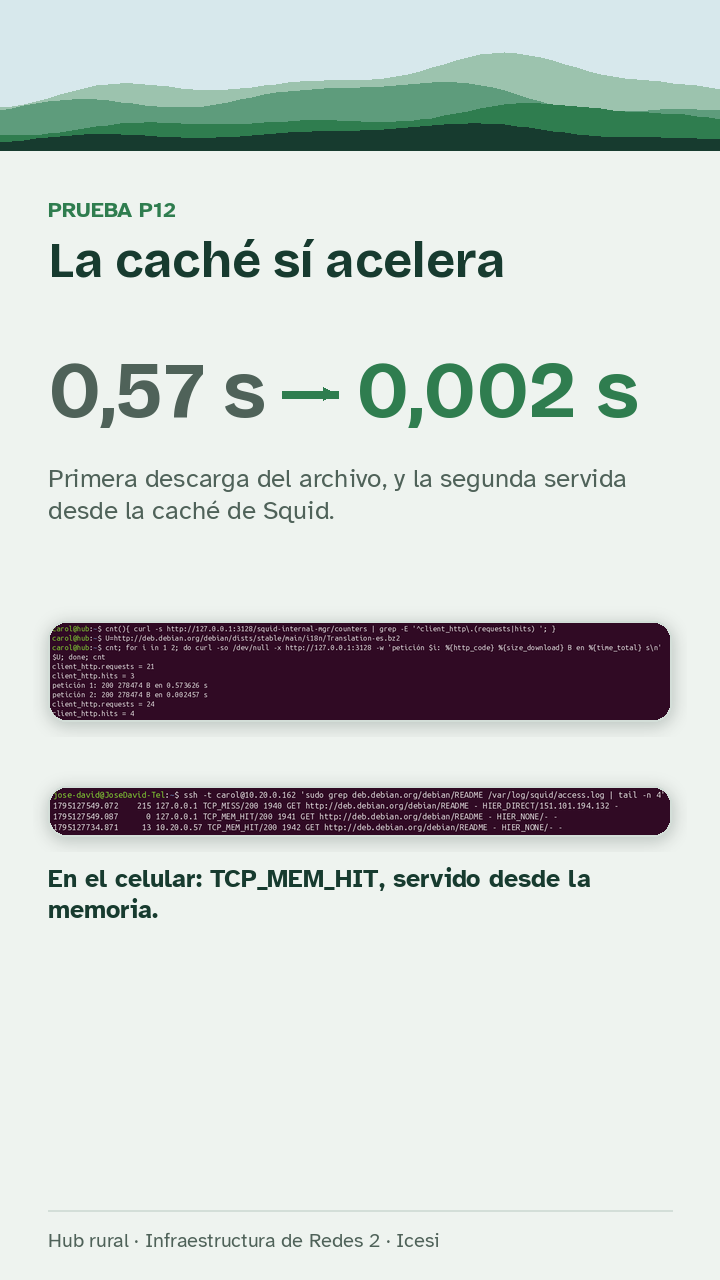 PRUEBA P12
La caché sí acelera
0,57 s → 0,002 s
Primera descarga del archivo, y la segunda servida
desde la caché de Squid.
carol@hub:~$ cnt(){ curl -s http://127.0.0.1:3128/squid-internal-mgr/counters | grep -E '^client_http\.(requests|hits) '; }
carol@hub:~$ U=http://deb.debian.org/debian/dists/stable/main/i18n/Translation-es.bz2
carol@hub:~$ cnt; for i in 1 2; do curl -so /dev/null -x http://127.0.0.1:3128 -w "petición $i: %{http_code} %{size_download} B en %{time_total} s\n"
$U; done; cnt
client_http.requests = 21
client_http.hits = 3
petición 1: 200 278474 B en 0.573626 s
petición 2: 200 278474 B en 0.002457 s
client_http.requests = 24
client_http.hits = 4
jose-david@JoseDavid-Tel:~$ ssh -t carol@10.20.0.162 'sudo grep deb.debian.org/debian/README /var/log/squid/access.log | tail -n 4'
1795127549.072    215 127.0.0.1 TCP_MISS/200 1940 GET http://deb.debian.org/debian/README - HIER_DIRECT/151.101.194.132 -
1795127549.087      0 127.0.0.1 TCP_MEM_HIT/200 1941 GET http://deb.debian.org/debian/README - HIER_NONE/- -
1795127734.871     13 10.20.0.57 TCP_MEM_HIT/200 1942 GET http://deb.debian.org/debian/README - HIER_NONE/- -
En el celular: TCP_MEM_HIT, servido desde la
memoria.
Hub rural · Infraestructura de Redes 2 · Icesi